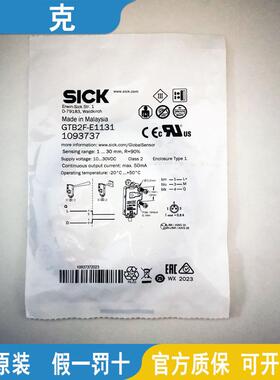 克
SICK
Erwin-Sick Str. 1
D-79183, Waldkirch
Made in Malaysia
GTB2F-E1131
1093737
more information: www.sick.com/GlobalSensor
Sensing range: 1 ... 30 mm, R=90%
Supply voltage: 10...30VDC
Class 2
Enclosure Type 1
Continuous output current: max. 50mA
Operating temperature: -20°C ...+50°C
WX 2023
原装 假一罚十 官方质保 可开